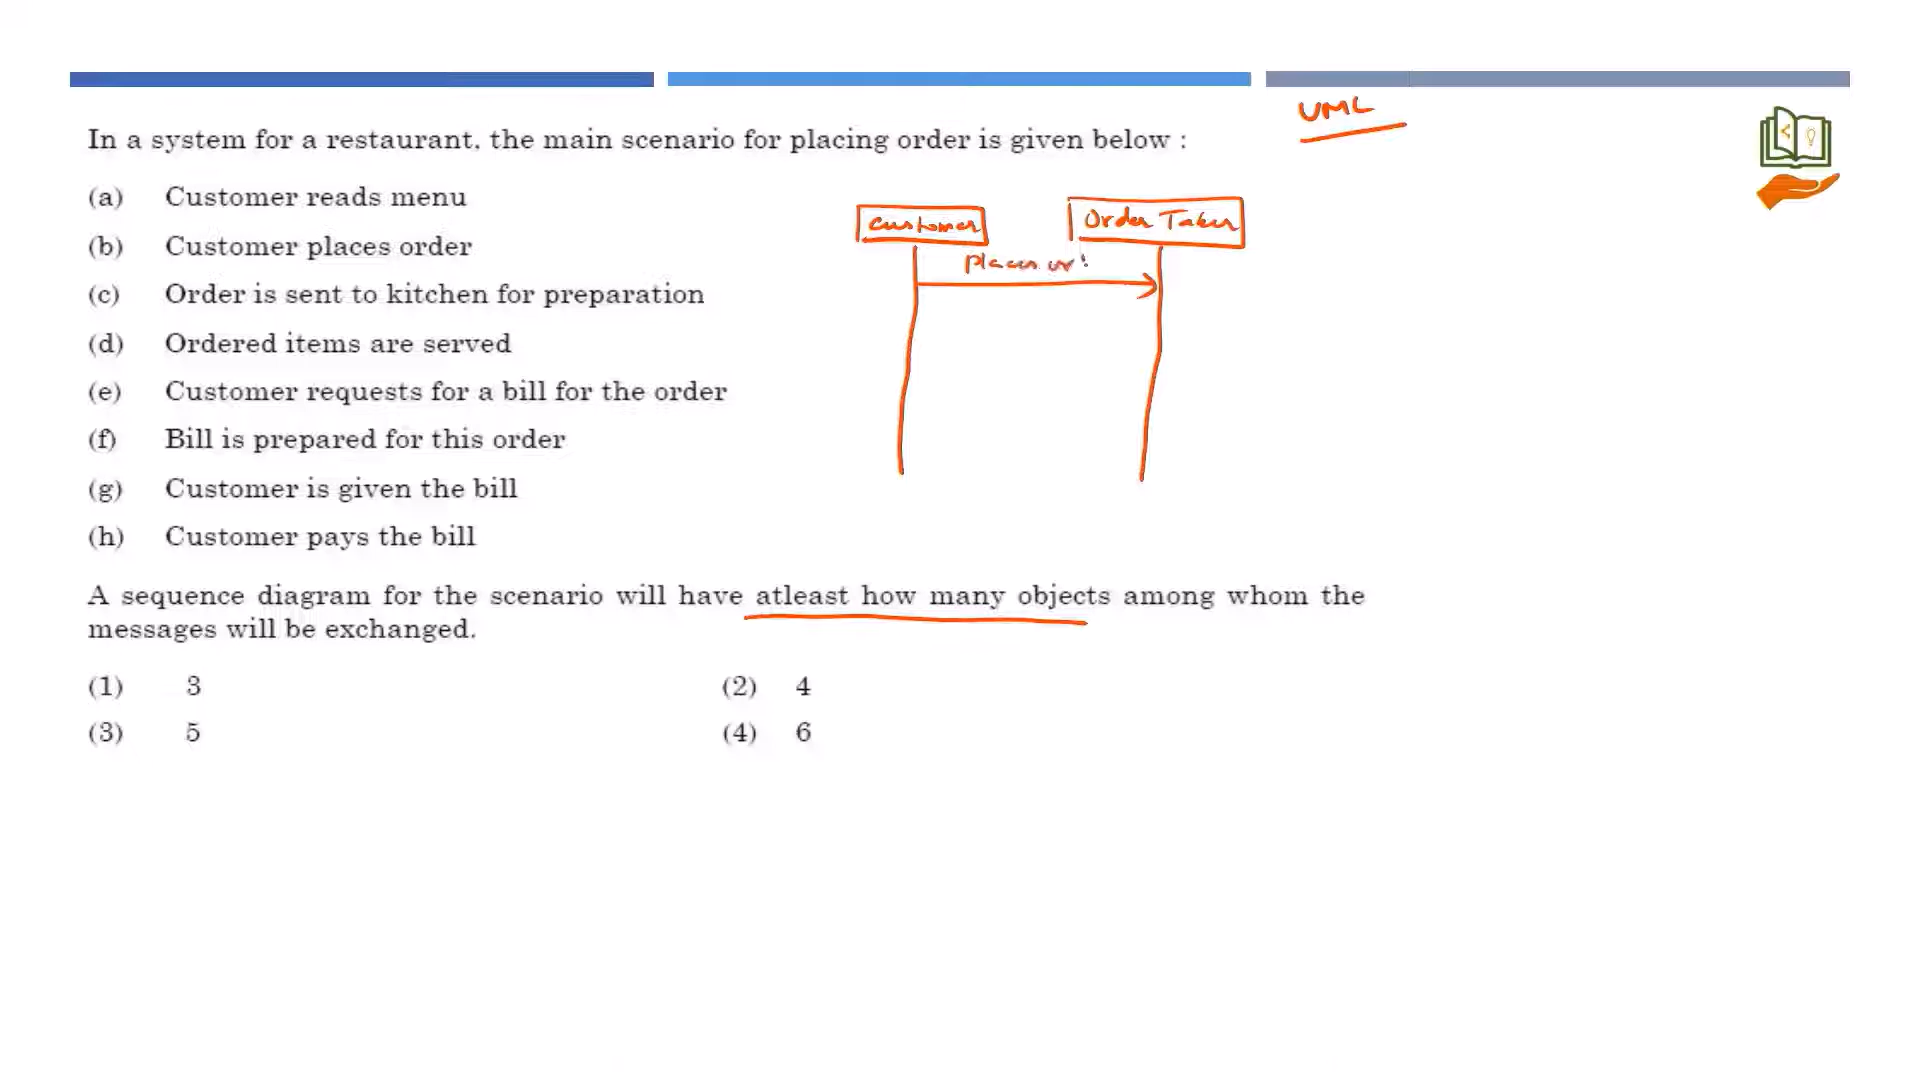 UML
In a system for a restaurant, the main scenario for placing order is given below :
(a) Customer reads menu
(b) Customer places order
(c) Order is sent to kitchen for preparation
(d) Ordered items are served
(e) Customer requests for a bill for the order
(f) Bill is prepared for this order
(g) Customer is given the bill
(h) Customer pays the bill
Customer
Order Taker
Places or
A sequence diagram for the scenario will have atleast how many objects among whom the
messages will be exchanged.
(1) 3 (2) 4
(3) 5 (4) 6